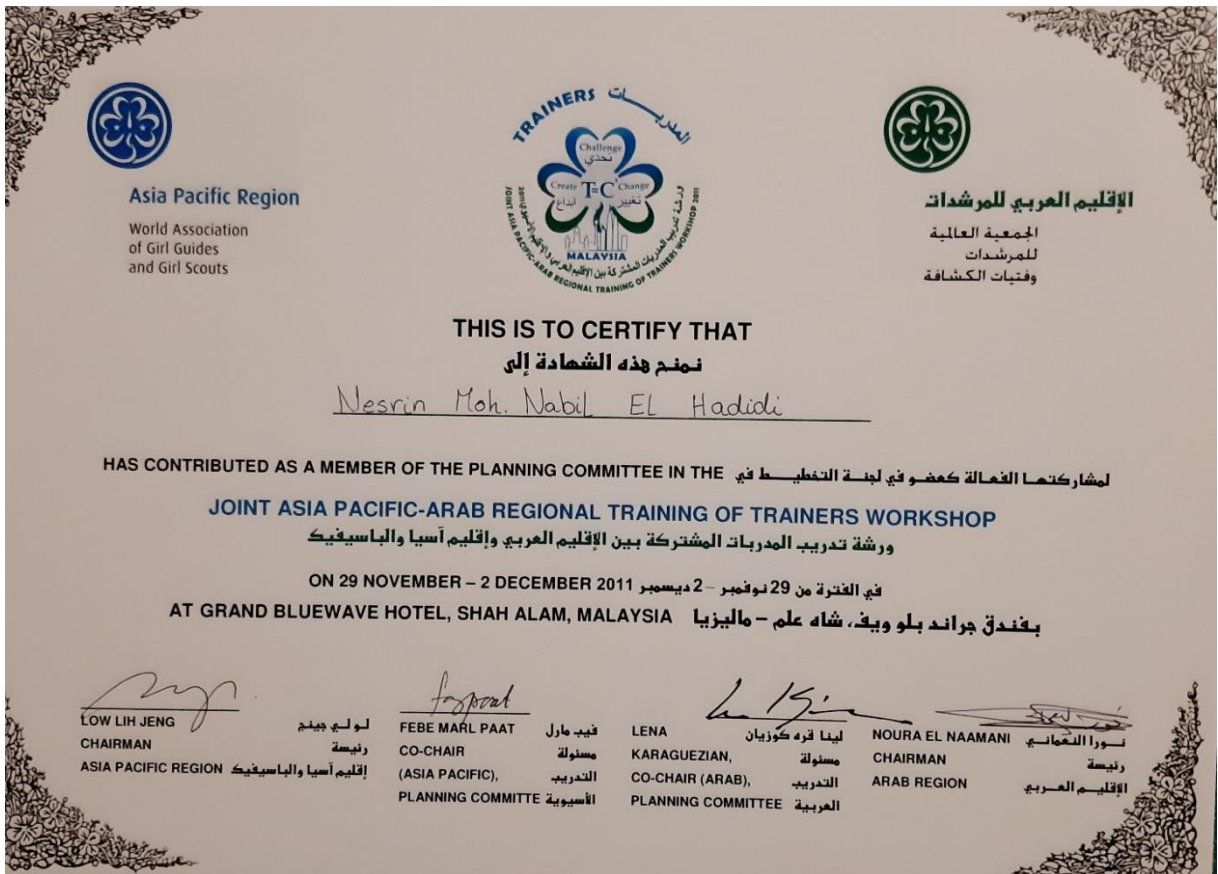 Asia Pacific Region
World Association
of Girl Guides
and Girl Scouts
TRAINERS المدربات
Challenge
تحدي
Create
ابداع
T=C
Change
تغيير
MALAYSIA
ورشة تدريب المدربات المشتركة بين الإقليم العربي و
JOINT ASIA PACIFIC-ARAB REGIONAL TRAINING OF TRAINERS WORKSHOP 2011
الإقليم العربي للمرشدات
الجمعية العالمية
للمرشدات
وفتيات الكشافة
THIS IS TO CERTIFY THAT
نمنح هذه الشهادة إلى
Nesrin Moh. Nabil El Hadidi
HAS CONTRIBUTED AS A MEMBER OF THE PLANNING COMMITTEE IN THE لمشاركتها الفعالة كعضو في لجنة التخطيط في
JOINT ASIA PACIFIC-ARAB REGIONAL TRAINING OF TRAINERS WORKSHOP
ورشة تدريب المدربات المشتركة بين الإقليم العربي وإقليم آسيا والباسيفيك
ON 29 NOVEMBER – 2 DECEMBER 2011 في الفترة من 29 نوفمبر – 2 ديسمبر
AT GRAND BLUEWAVE HOTEL, SHAH ALAM, MALAYSIA بفندق جراند بلو ويف، شاه علم – ماليزيا
LOW LIH JENG لو لي جينج
CHAIRMAN رئيسة
ASIA PACIFIC REGION إقليم آسيا والباسيفيك
FEBE MARL PAAT فيب مارل
CO-CHAIR مسئولة
(ASIA PACIFIC), التدريب
PLANNING COMMITTE الأسيوية
LENA لينا قره كوزيان
KARAGUEZIAN, مسئولة
CO-CHAIR (ARAB), التدريب
PLANNING COMMITTEE العربية
NOURA EL NAAMANI نورا النعماني
CHAIRMAN رئيسة
ARAB REGION الإقليم العربي